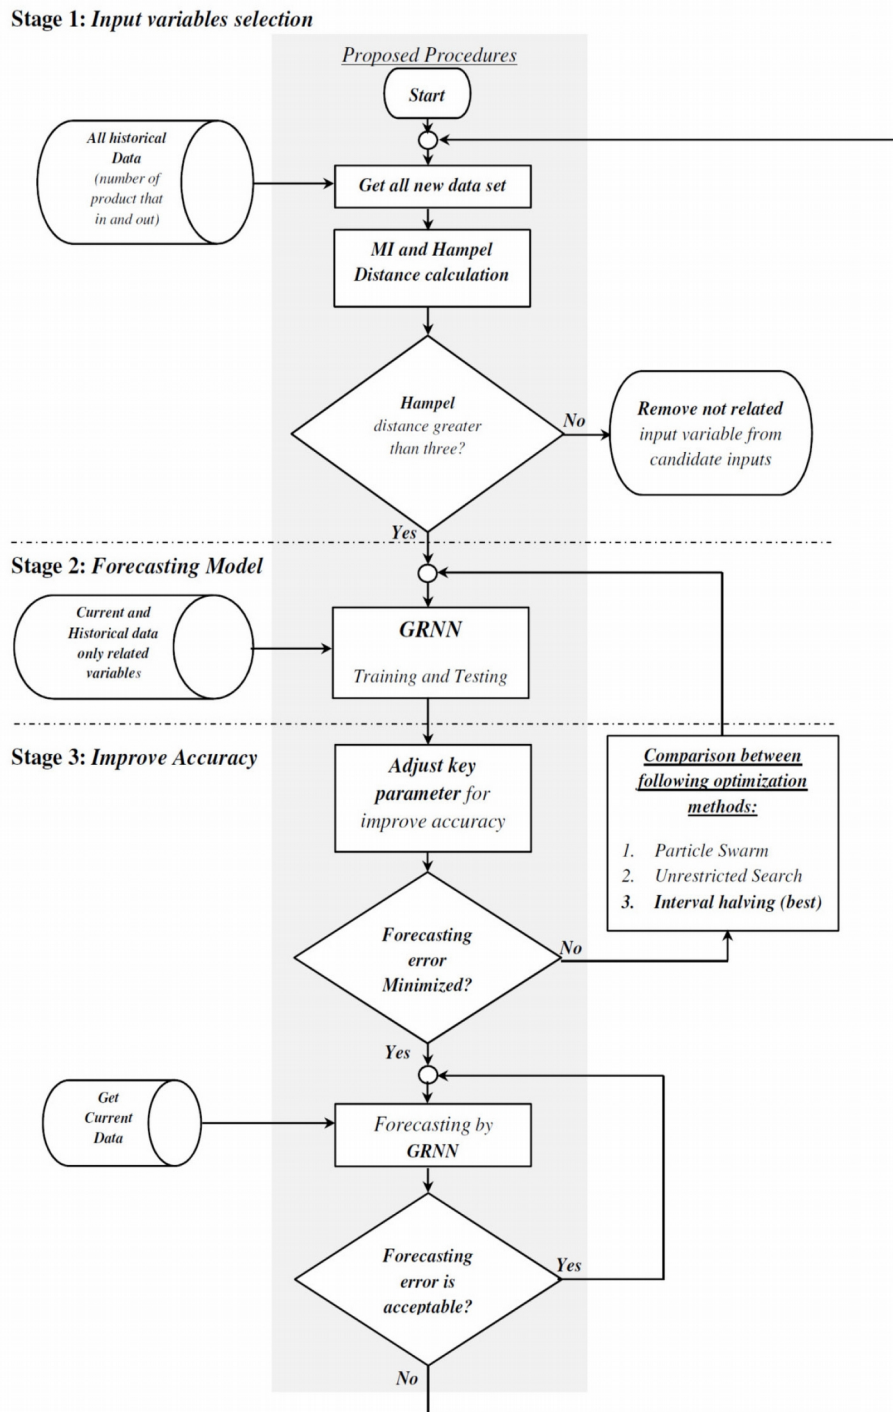 Stage 1: Input variables selection
Proposed Procedures
Start
All historical
Data
(number of
product that
in and out)
Get all new data set
MI and Hampel
Distance calculation
Hampel
distance greater
than three?
No
Remove not related
input variable from
candidate inputs
Yes
Stage 2: Forecasting Model
Current and
Historical data
only related
variables
GRNN
Training and Testing
Stage 3: Improve Accuracy
Adjust key
parameter for
improve accuracy
Comparison between
following optimization
methods:
1. Particle Swarm
2. Unrestricted Search
3. Interval halving (best)
Forecasting
error
Minimized?
No
Yes
Get
Current
Data
Forecasting by
GRNN
Forecasting
error is
acceptable?
Yes
No